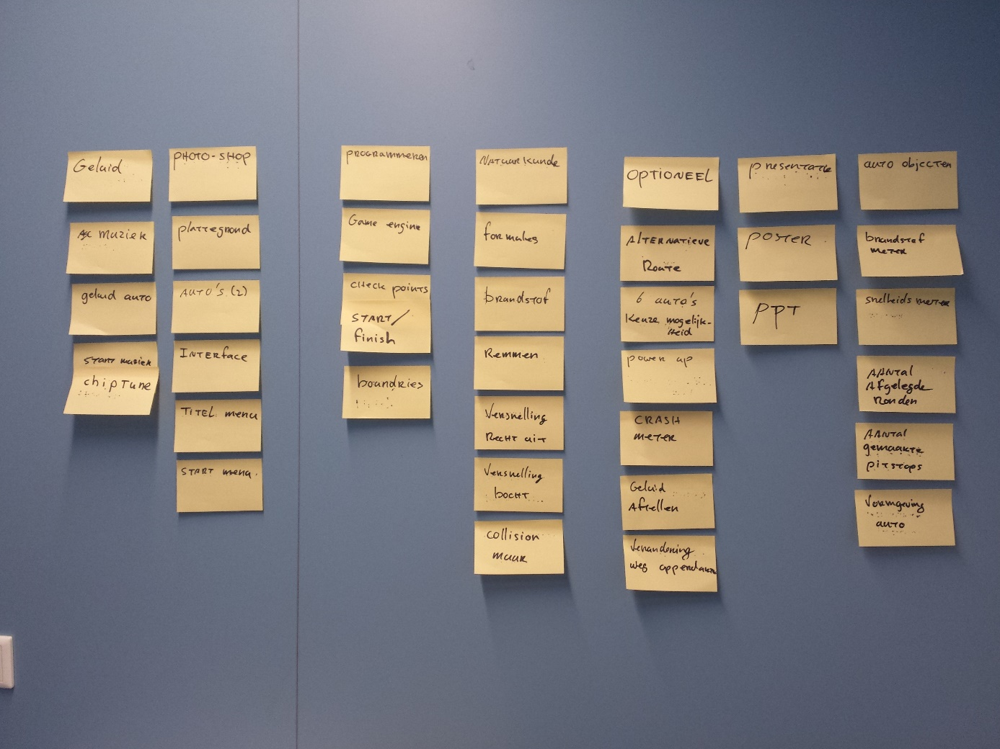 Geluid
muziek
geluid auto
START muziek
chipTune
PHOTO-SHOP
plattegrond
AUTO'S (2)
INTERface
TITEL menu
START menu.
programmeren
Game engine
check points
START/
finish
boundries
Natuurkunde
formules
brandstof
Remmen
Versnelling
RECHT uit
Versnelling
bocht
collision
muur
OPTIONEEL
Alternatieve
Route
6 auto's
keuze mogelijk-
heid
power up
CRASH
meter
Geluid
Aftellen
Verandering
weg
presentatie
POSTER
PPT
auto objecten
brandstof
meter
snelheids meter
AANtal
Afgelegde
Ronden
AANtal
gemaakte
pitstops
Vormgeving
auto